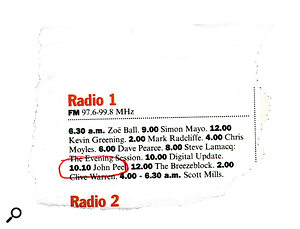 Radio 1
FM 97.6-99.8 MHz
6.30 a.m. Zoë Ball. 9.00 Simon Mayo. 12.00
Kevin Greening. 2.00 Mark Radcliffe. 4.00 Chris
Moyles. 6.00 Dave Pearce. 8.00 Steve Lamacq:
The Evening Session. 10.00 Digital Update.
10.10 John Peel. 12.00 The Breezeblock. 2.00
Clive Warren. 4.00 - 6.30 a.m. Scott Mills.
Radio 2